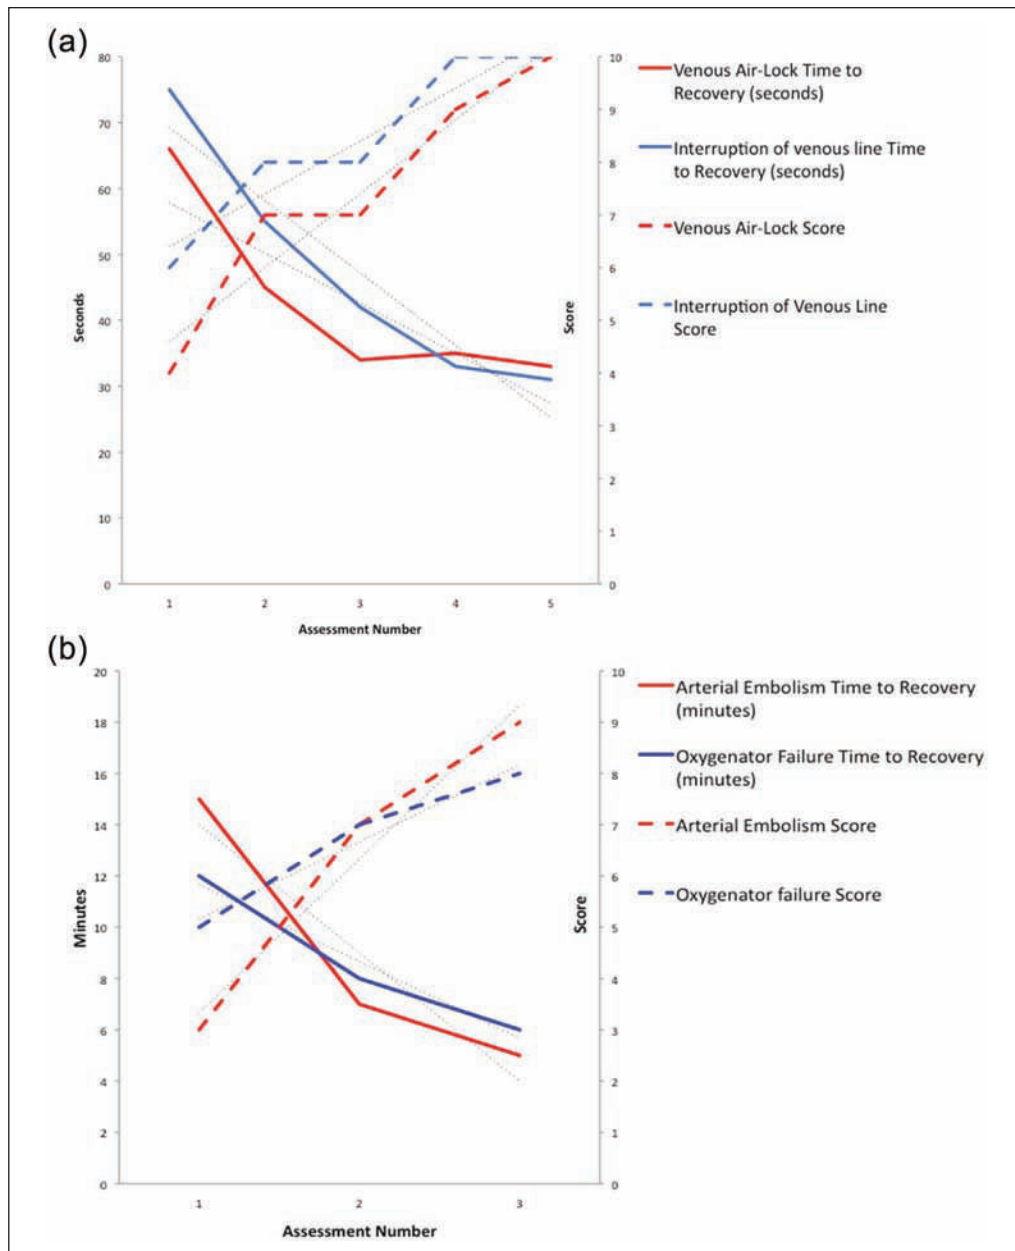 (a)
80
70
60
50
40
30
20
10
0
Seconds
1 2 3 4 5
Assessment Number
10
9
8
7
6
5
4
3
2
1
0
Score
Venous Air-Lock Time to
Recovery (seconds)
Interruption of venous line Time
to Recovery (seconds)
Venous Air-Lock Score
Interruption of Venous Line
Score
(b)
20
18
16
14
12
10
8
6
4
2
0
Minutes
1 2 3
Assessment Number
10
9
8
7
6
5
4
3
2
1
0
Score
Arterial Embolism Time to Recovery
(minutes)
Oxygenator Failure Time to Recovery
(minutes)
Arterial Embolism Score
Oxygenator failure Score